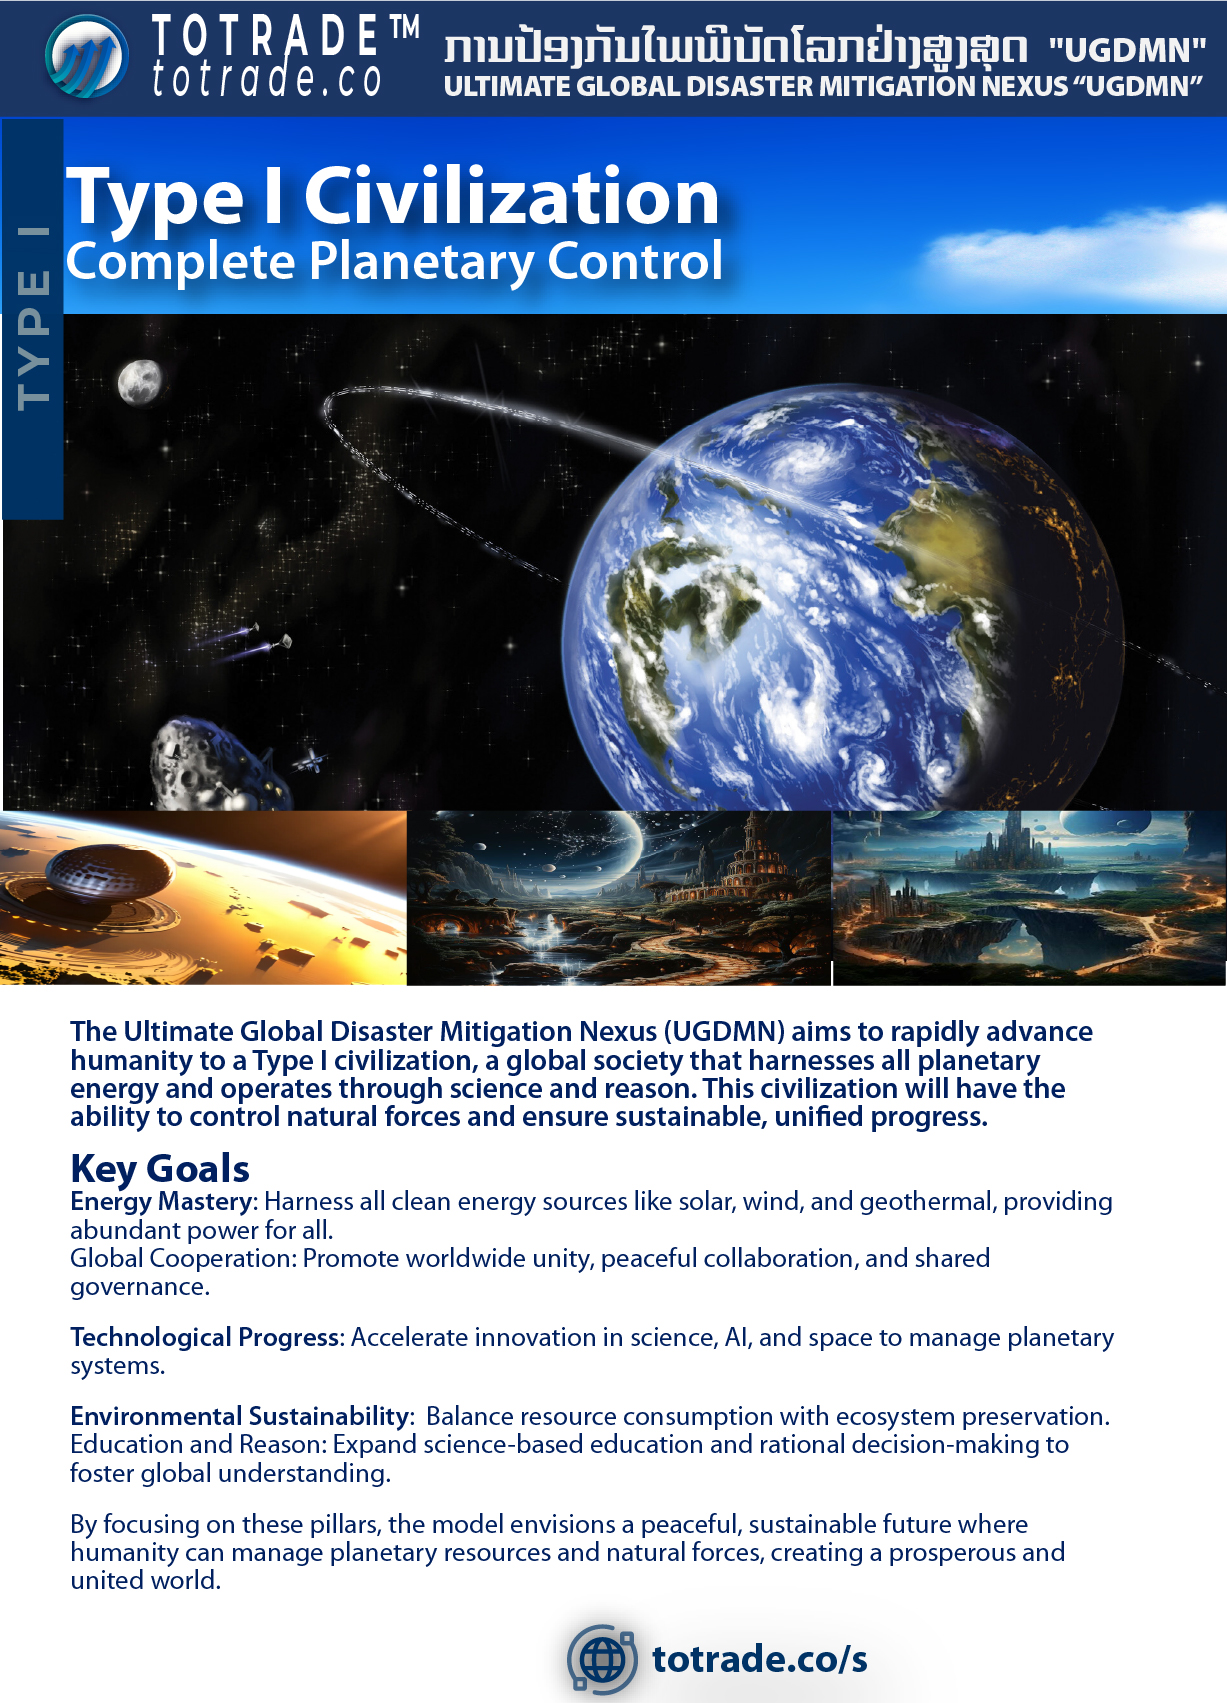 TOTRADE™
totrade.co
ການປ້ອງກັນໄພພິບັດໂລກຢ່າງສູງສຸດ "UGDMN"
ULTIMATE GLOBAL DISASTER MITIGATION NEXUS “UGDMN”
TYPE I
Type I Civilization
Complete Planetary Control
The Ultimate Global Disaster Mitigation Nexus (UGDMN) aims to rapidly advance
humanity to a Type I civilization, a global society that harnesses all planetary
energy and operates through science and reason. This civilization will have the
ability to control natural forces and ensure sustainable, unified progress.
Key Goals
Energy Mastery: Harness all clean energy sources like solar, wind, and geothermal, providing
abundant power for all.
Global Cooperation: Promote worldwide unity, peaceful collaboration, and shared
governance.
Technological Progress: Accelerate innovation in science, AI, and space to manage planetary
systems.
Environmental Sustainability:  Balance resource consumption with ecosystem preservation.
Education and Reason: Expand science-based education and rational decision-making to
foster global understanding.
By focusing on these pillars, the model envisions a peaceful, sustainable future where
humanity can manage planetary resources and natural forces, creating a prosperous and
united world.
totrade.co/s